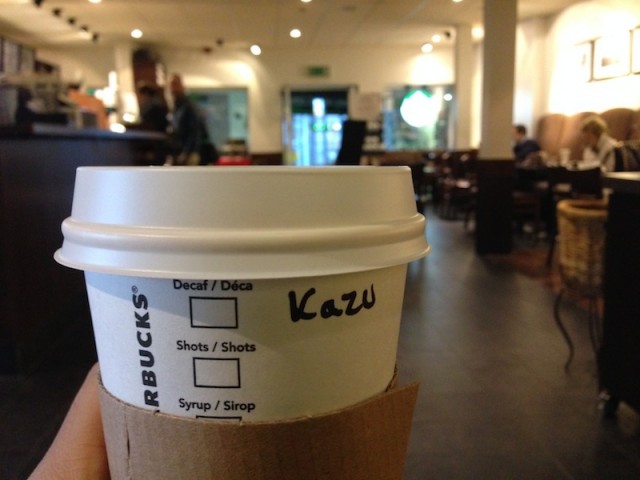 Decaf / Déca
Kazu
Shots / Shots
Syrup / Sirop
RBUCKS®